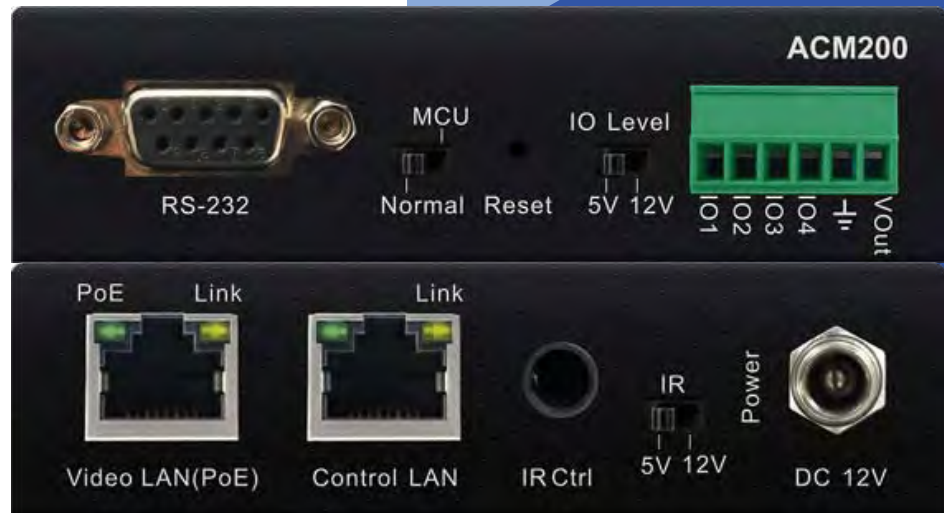 ACM200
MCU
IO Level
RS-232
Normal
Reset
5V 12V
IO1
IO2
IO3
IO4
VOut
PoE
Link
Link
Power
IR
Video LAN(PoE)
Control LAN
IR Ctrl
5V 12V
DC 12V